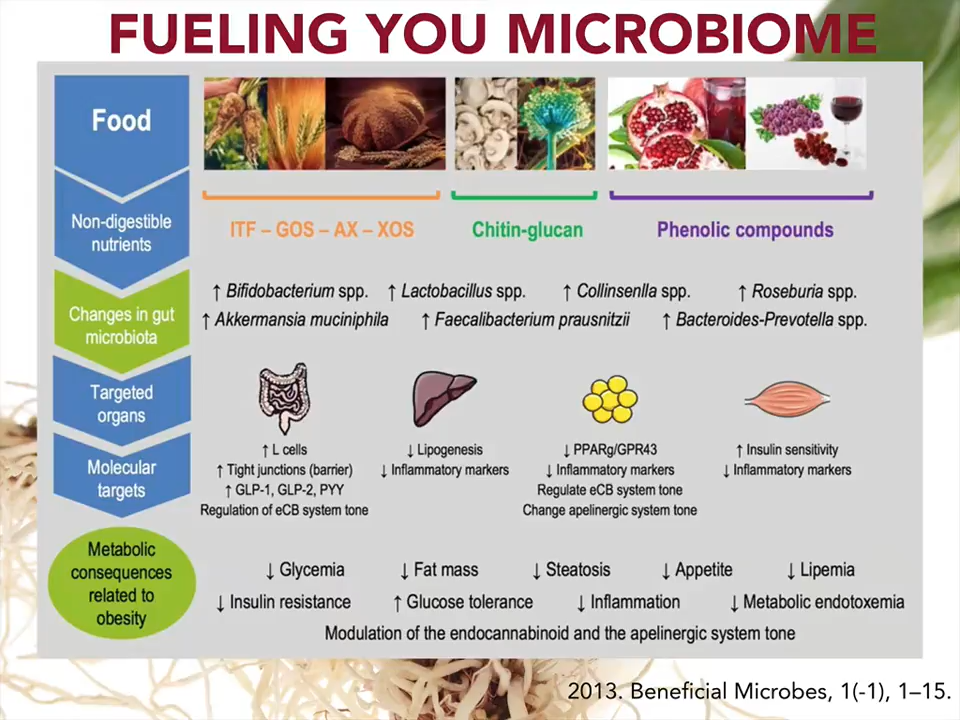 FUELING YOU MICROBIOME
Food
Non-digestible
nutrients
ITF – GOS – AX – XOS
Chitin-glucan
Phenolic compounds
Changes in gut
microbiota
↑ Bifidobacterium spp. ↑ Lactobacillus spp. ↑ Collinsenlla spp. ↑ Roseburia spp.
↑ Akkermansia muciniphila ↑ Faecalibacterium prausnitzii ↑ Bacteroides-Prevotella spp.
Targeted
organs
Molecular
targets
↑ L cells
↑ Tight junctions (barrier)
↑ GLP-1, GLP-2, PYY
Regulation of eCB system tone
↓ Lipogenesis
↓ Inflammatory markers
↓ PPARg/GPR43
↓ Inflammatory markers
Regulate eCB system tone
Change apelinergic system tone
↑ Insulin sensitivity
↓ Inflammatory markers
Metabolic
consequences
related to
obesity
↓ Glycemia ↓ Fat mass ↓ Steatosis ↓ Appetite ↓ Lipemia
↓ Insulin resistance ↑ Glucose tolerance ↓ Inflammation ↓ Metabolic endotoxemia
Modulation of the endocannabinoid and the apelinergic system tone
2013. Beneficial Microbes, 1(-1), 1–15.